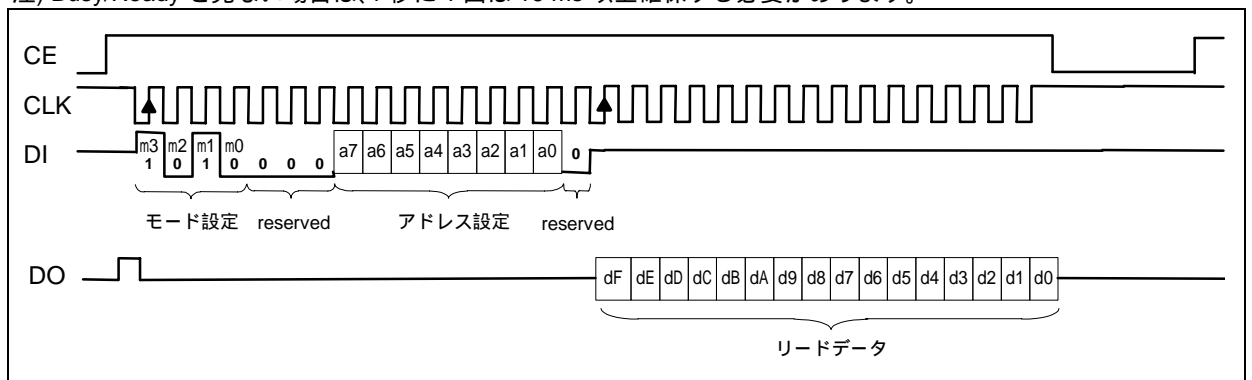 注) Busy/Ready を見ない場合は、1 秒に 1 回は 10 ms 以上確保する必要があります。
CE
CLK
DI
m3 m2 m1 m0
1 0 1 0 0 0 0
a7 a6 a5 a4 a3 a2 a1 a0 0
モード設定 reserved アドレス設定 reserved
DO
dF dE dD dC dB dA d9 d8 d7 d6 d5 d4 d3 d2 d1 d0
リードデータ